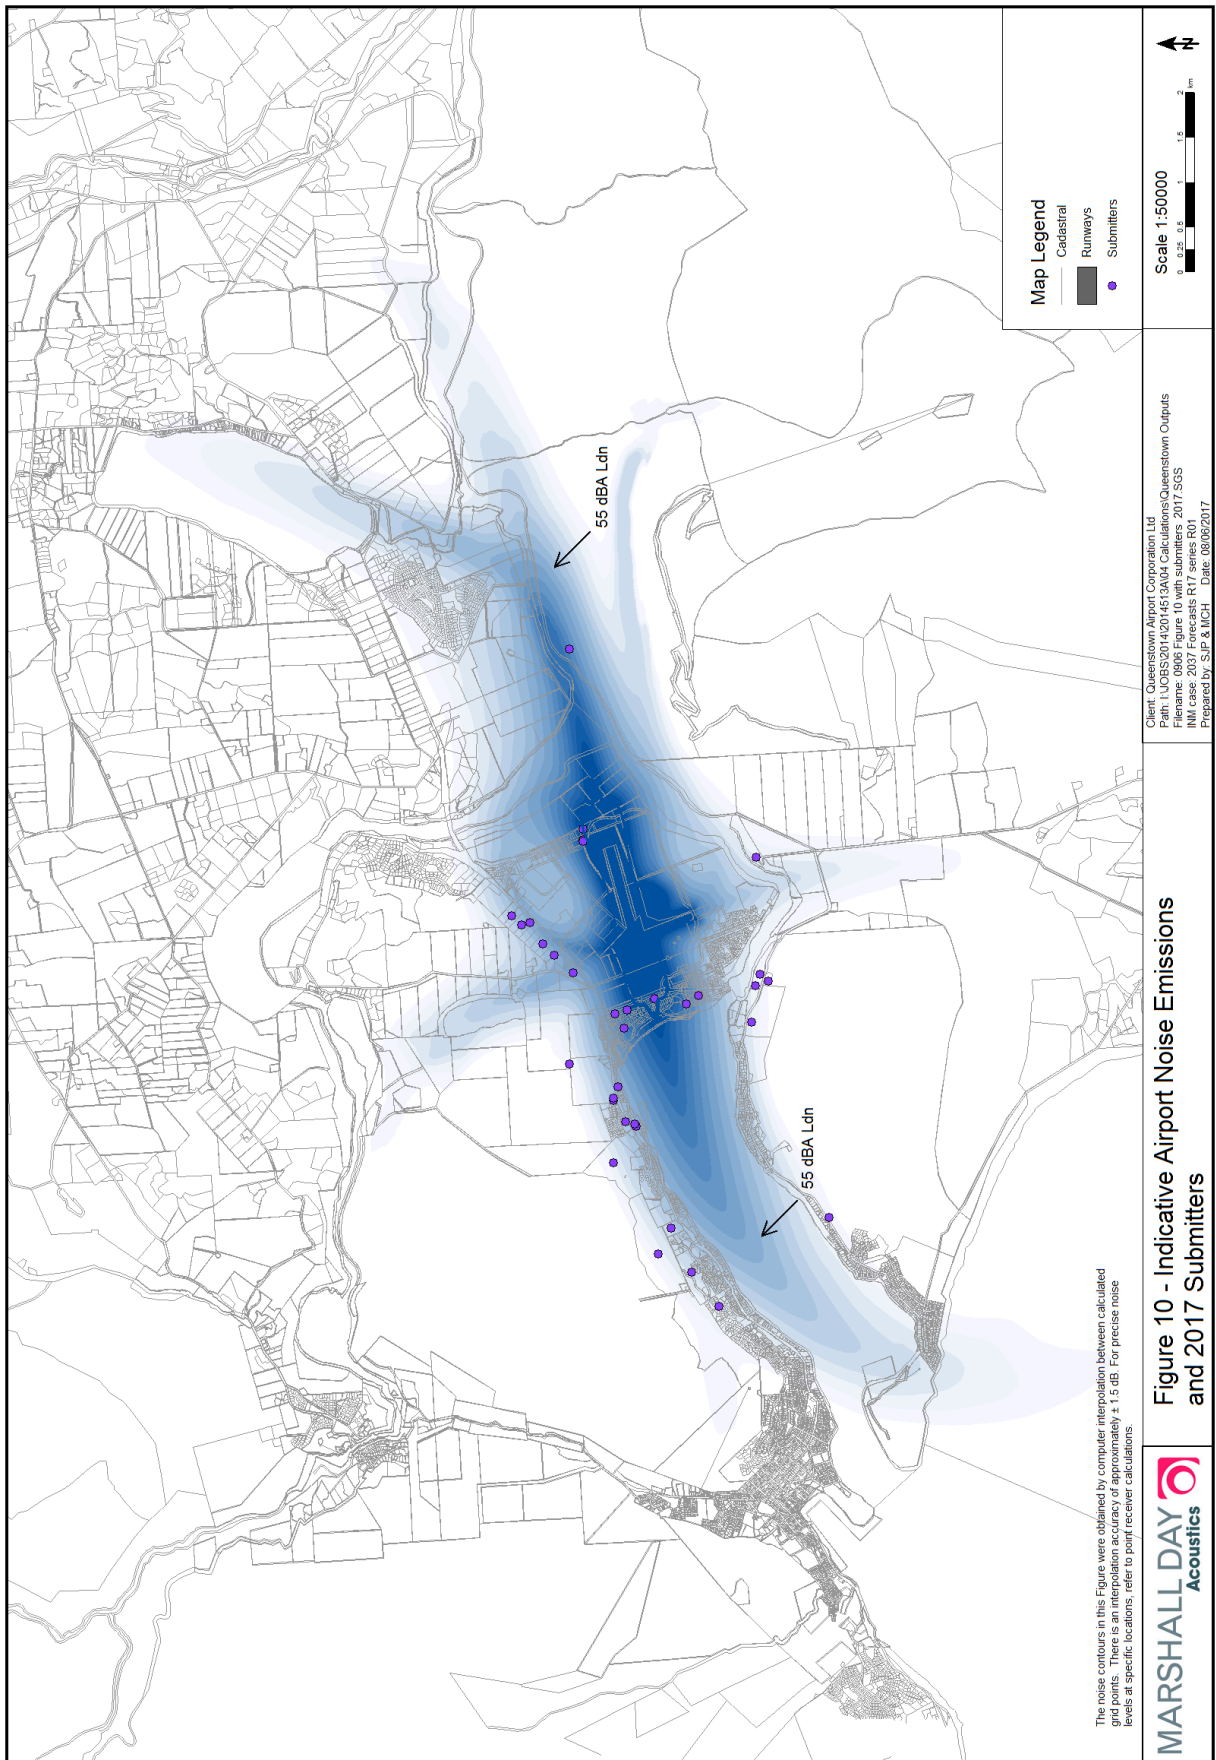 55 dBA Ldn
55 dBA Ldn
The noise contours in this Figure were obtained by computer interpolation between calculated
grid points. There is an interpolation accuracy of approximately ± 1.5 dB. For precise noise
levels at specific locations, refer to point receiver calculations.
Map Legend
Cadastral
Runways
Submitters
MARSHALL DAY
Acoustics
Figure 10 - Indicative Airport Noise Emissions
and 2017 Submitters
Client: Queenstown Airport Corporation Ltd
Path: I:\JOBS\2014\2014513A\04 Calculations\Queenstown Outputs
Filename: 0906 Figure 10 with submitters_2017.SGS
INM case: 2037 Forecasts R17 series R01
Prepared by: SJP & MCH Date: 08/06/2017
Scale 1:50000
0 0.25 0.5 1 1.5 2
km
N